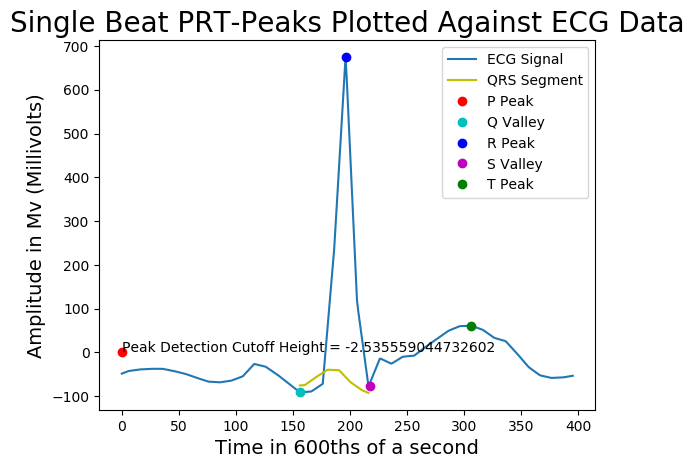 Single Beat PRT-Peaks Plotted Against ECG Data
700
600
500
400
300
200
100
0
−100
Amplitude in Mv (Millivolts)
ECG Signal
QRS Segment
P Peak
Q Valley
R Peak
S Valley
T Peak
Peak Detection Cutoff Height = -2.535559044732602
0 50 100 150 200 250 300 350 400
Time in 600ths of a second